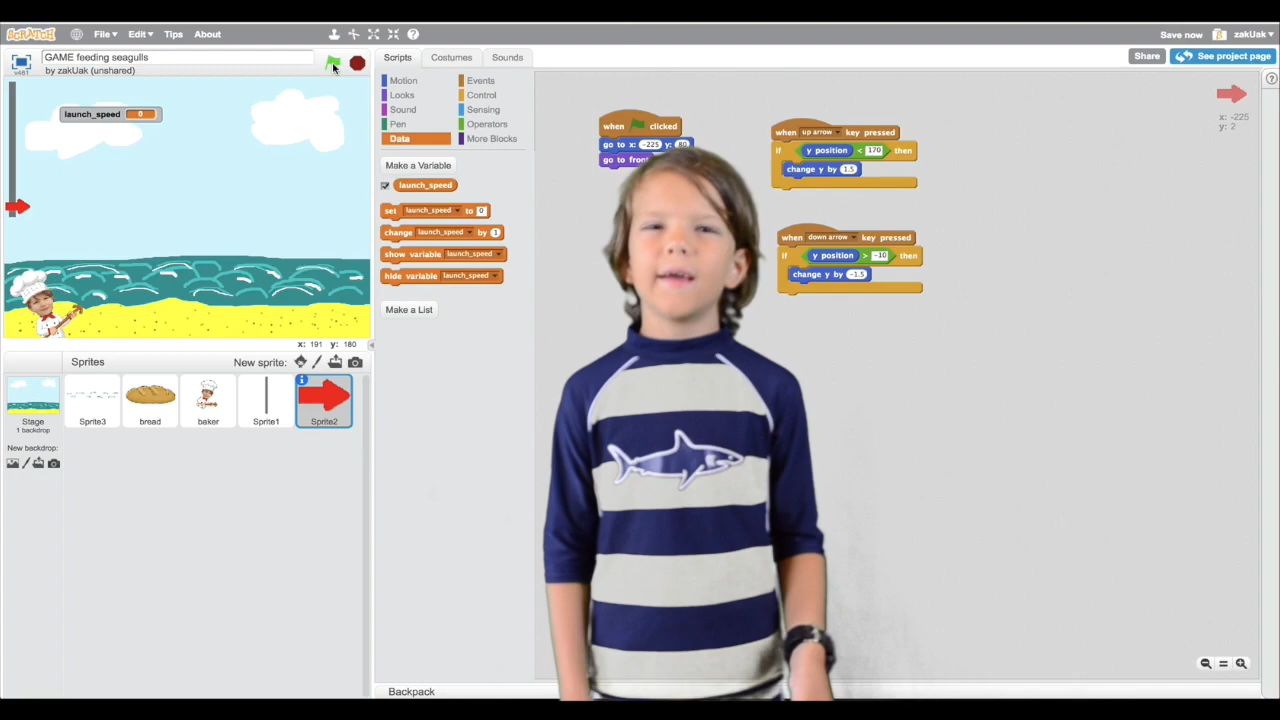 SCRATCH File Edit Tips About Save now zakUak
GAME feeding seagulls
by zakUak (unshared)
v461
Scripts Costumes Sounds Share See project page
launch_speed 0
Motion Events
Looks Control
Sound Sensing
Pen Operators
Data More Blocks
Make a Variable
launch_speed
set launch_speed to 0
change launch_speed by 1
show variable launch_speed
hide variable launch_speed
Make a List
when clicked
go to x: -225 y: 80
go to front
when up arrow key pressed
if y position < 170 then
change y by 1.5
when down arrow key pressed
if y position > -10 then
change y by -1.5
x: -225
y: 2
x: 191 y: 180
Sprites New sprite:
Stage
1 backdrop
Sprite3 bread baker Sprite1 Sprite2
New backdrop:
Backpack